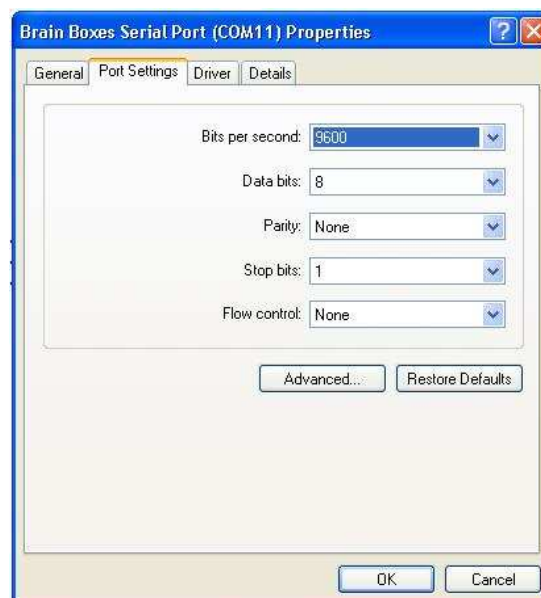 Brain Boxes Serial Port (COM11) Properties
General Port Settings Driver Details
Bits per second: 9600
Data bits: 8
Parity: None
Stop bits: 1
Flow control: None
Advanced... Restore Defaults
OK Cancel